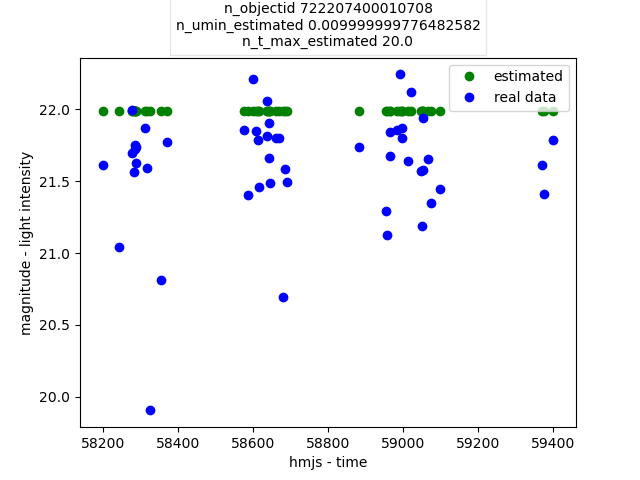 n_objectid 722207400010708
n_umin_estimated 0.009999999776482582
n_t_max_estimated 20.0
estimated
real data
magnitude - light intensity
22.0
21.5
21.0
20.5
20.0
58200 58400 58600 58800 59000 59200 59400
hmjs - time